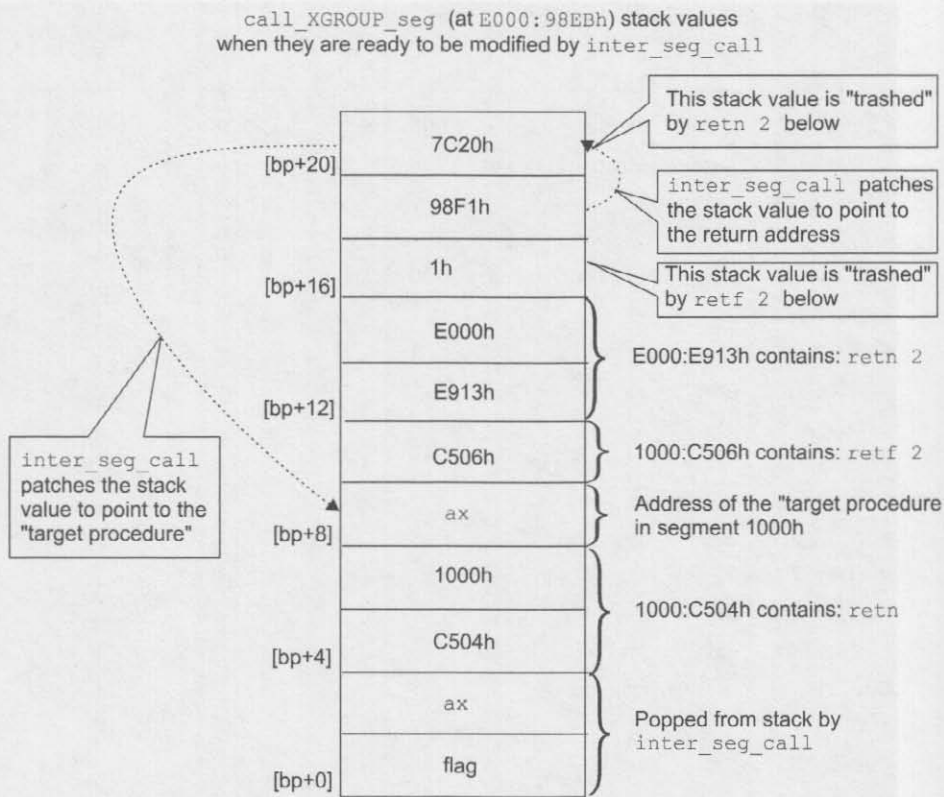 call_XGROUP_seg (at E000:98EBh) stack values
when they are ready to be modified by inter_seg_call
This stack value is "trashed"
by retn 2 below
7C20h
[bp+20]
98F1h
inter_seg_call patches
the stack value to point to
the return address
1h
[bp+16]
This stack value is "trashed"
by retf 2 below
E000h
E000:E913h contains: retn 2
E913h
[bp+12]
C506h
1000:C506h contains: retf 2
inter_seg_call
patches the stack
value to point to the
"target procedure"
ax
[bp+8]
Address of the "target procedure
in segment 1000h
1000h
1000:C504h contains: retn
C504h
[bp+4]
ax
Popped from stack by
inter_seg_call
flag
[bp+0]